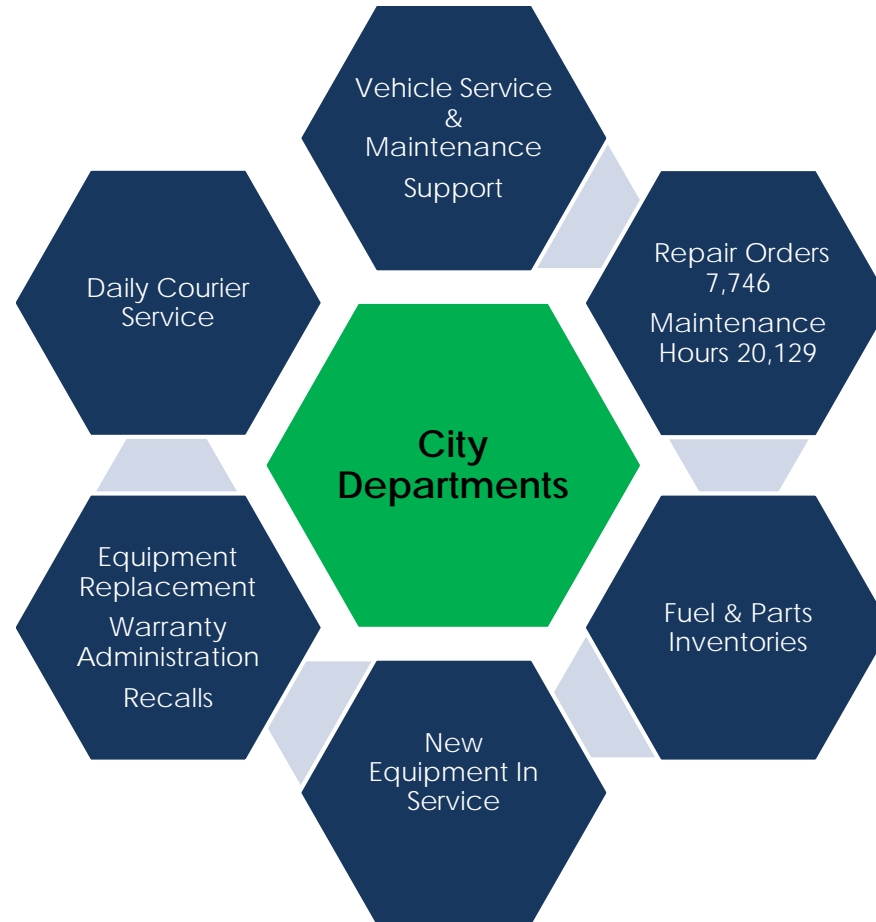 Vehicle Service
&
Maintenance
Support
Repair Orders
7,746
Maintenance
Hours 20,129
Fuel & Parts
Inventories
New
Equipment In
Service
Equipment
Replacement
Warranty
Administration
Recalls
Daily Courier
Service
City
Departments